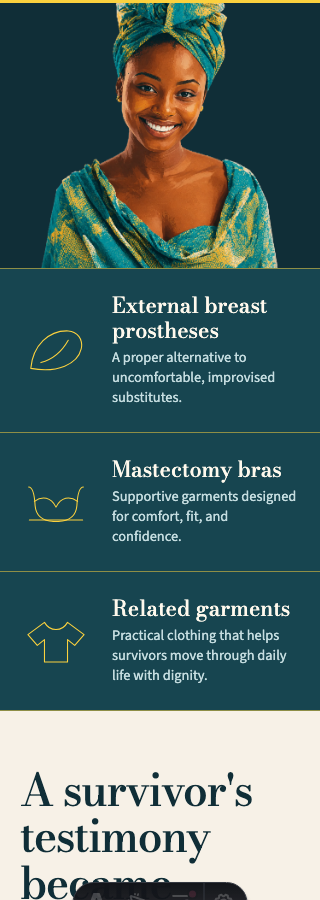 External breast
prostheses
A proper alternative to
uncomfortable, improvised
substitutes.
Mastectomy bras
Supportive garments designed
for comfort, fit, and
confidence.
Related garments
Practical clothing that helps
survivors move through daily
life with dignity.
A survivor's
testimony
became